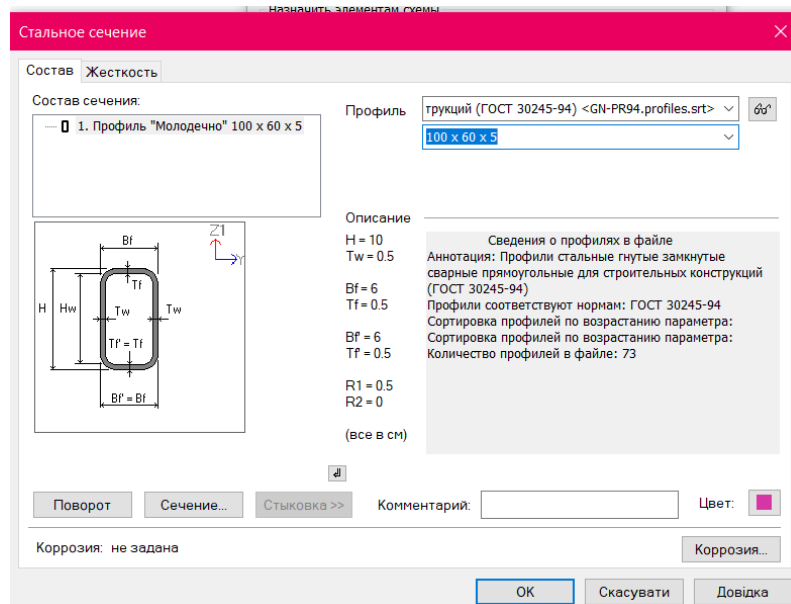 Назначить элементам схемы
Стальное сечение
Состав Жесткость
Состав сечения:
1. Профиль "Молодечно" 100 x 60 x 5
Профиль
трукций (ГОСТ 30245-94) <GN-PR94.profiles.srt>
100 x 60 x 5
Z1
Y
Bf
Tf
H
Hw
Tw
Tw
Tf' = Tf
Bf' = Bf
Описание
H = 10
Tw = 0.5
Bf = 6
Tf = 0.5
Bf' = 6
Tf' = 0.5
R1 = 0.5
R2 = 0
(все в см)
Сведения о профилях в файле
Аннотация: Профили стальные гнутые замкнутые
сварные прямоугольные для строительных конструкций
(ГОСТ 30245-94)
Профили соответствуют нормам: ГОСТ 30245-94
Сортировка профилей по возрастанию параметра:
Сортировка профилей по возрастанию параметра:
Количество профилей в файле: 73
Поворот Сечение... Стыковка >> Комментарий: Цвет:
Коррозия: не задана
Коррозия...
ОК Скасувати Довідка